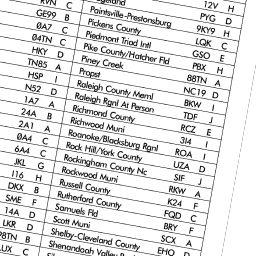 12V H
PYG D
RVN C Paintsville-Prestonsburg 9KY9 H
GE99 B Pickens County LQK C
0A7 C Piedmont Triad Intl GSO E
04TN C Pike County/Hatcher Fld PBX H
HKY D Piney Creek 8BTN A
TN85 A Propst NC19 D
HSP I Raleigh County Meml BKW I
N52 D Raleigh Rgnl At Person TDF J
1A7 A Richmond County RCZ E
24A B Richwood Muni 3I4 I
2A1 A Roanoke/Blacksburg Rgnl ROA I
0A4 C Rock Hill/York County UZA D
6A4 C Rockingham County Nc SIF
JKL G Rockwood Muni RKW A
I16 H Russell County K24 F
DKX B Rutherford County FQD C
SME F Samuels Fld BRY F
14A D Scott Muni SCX A
LKR D Shelby-Cleveland County EHO D
98TN B Shenandoah Valley
LUX C